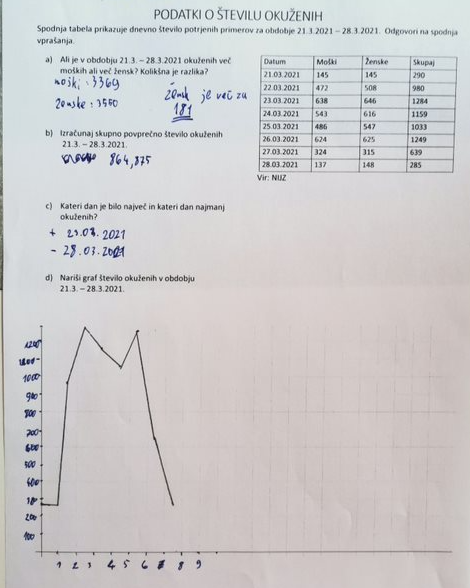 PODATKI O ŠTEVILU OKUŽENIH
Spodnja tabela prikazuje dnevno število potrjenih primerov za obdobje 21.3.2021 – 28.3.2021. Odgovori na spodnja
vprašanja.
a) Ali je v obdobju 21.3. – 28.3.2021 okuženih več
moških ali več žensk? Kolikšna je razlika?
moški: 3369
ženske: 3550
žensk je več za
181
b) Izračunaj skupno povprečno število okuženih
21.3. – 28.3.2021.
864,875
c) Kateri dan je bilo največ in kateri dan najmanj
okuženih?
+ 23.03.2021
- 28.03.2021
d) Nariši graf število okuženih v obdobju
21.3. – 28.3.2021.
Datum Moški Ženske Skupaj
21.03.2021 145 145 290
22.03.2021 472 508 980
23.03.2021 638 646 1284
24.03.2021 543 616 1159
25.03.2021 486 547 1033
26.03.2021 624 625 1249
27.03.2021 324 315 639
28.03.2021 137 148 285
Vir: NIJZ
1000
900
800
700
600
500
400
200
100
1 2 3 4 5 6 7 8 9